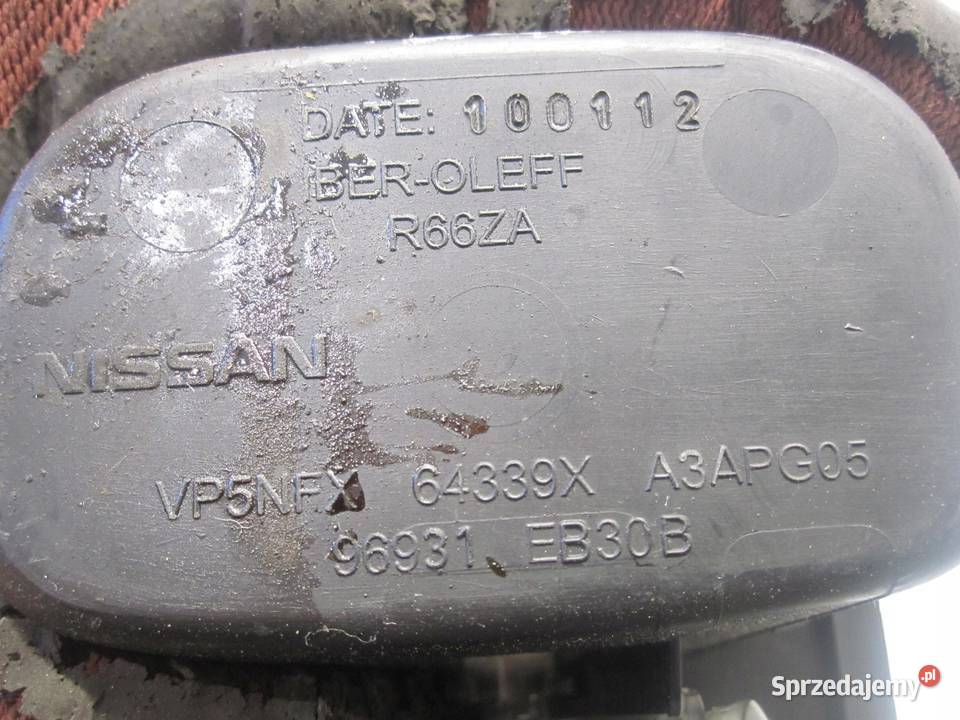 DATE: 100112
IBER-OLEFF
R66ZA
NISSAN
VP5NFX 64339X A3APG05
96931 EB30B
Sprzedajemy.pl